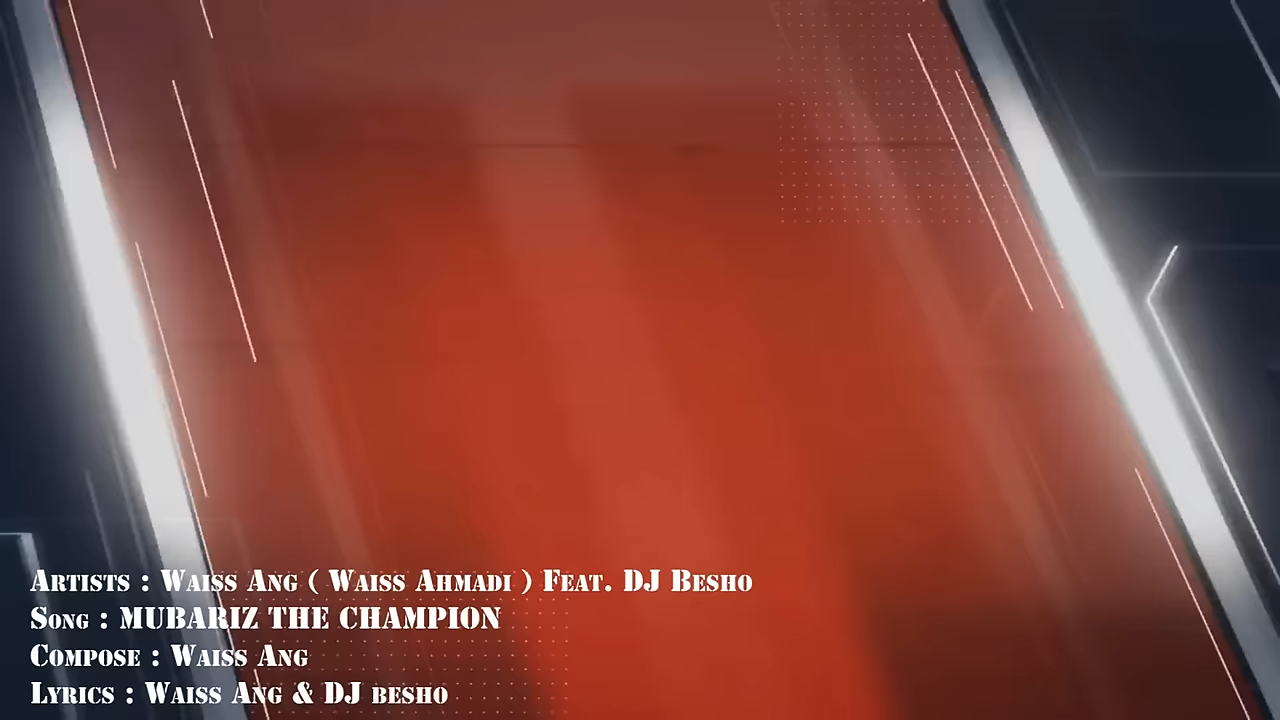 Artists : Waiss Ang ( Waiss Ahmadi ) Feat. DJ Besho
Song : MUBARIZ THE CHAMPION
Compose : Waiss Ang
Lyrics : Waiss Ang & DJ besho